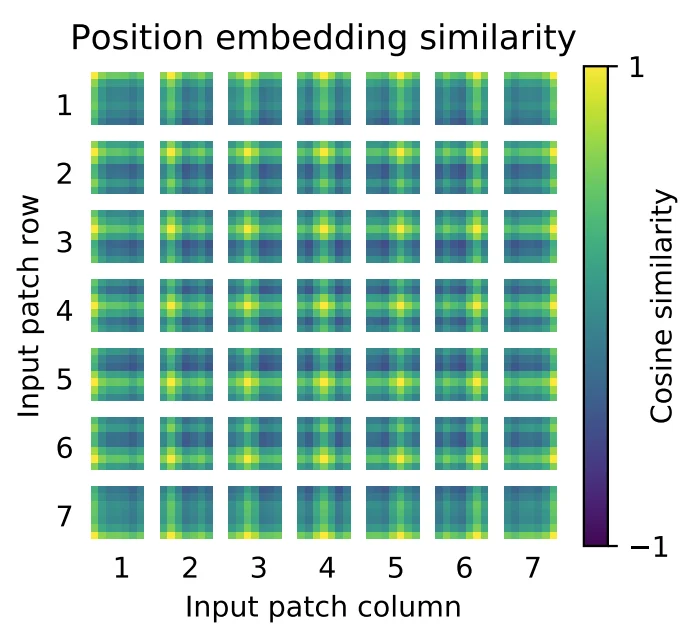 Position embedding similarity
1
2
3
4
5
6
7
Input patch row
1 2 3 4 5 6 7
Input patch column
1
−1
Cosine similarity